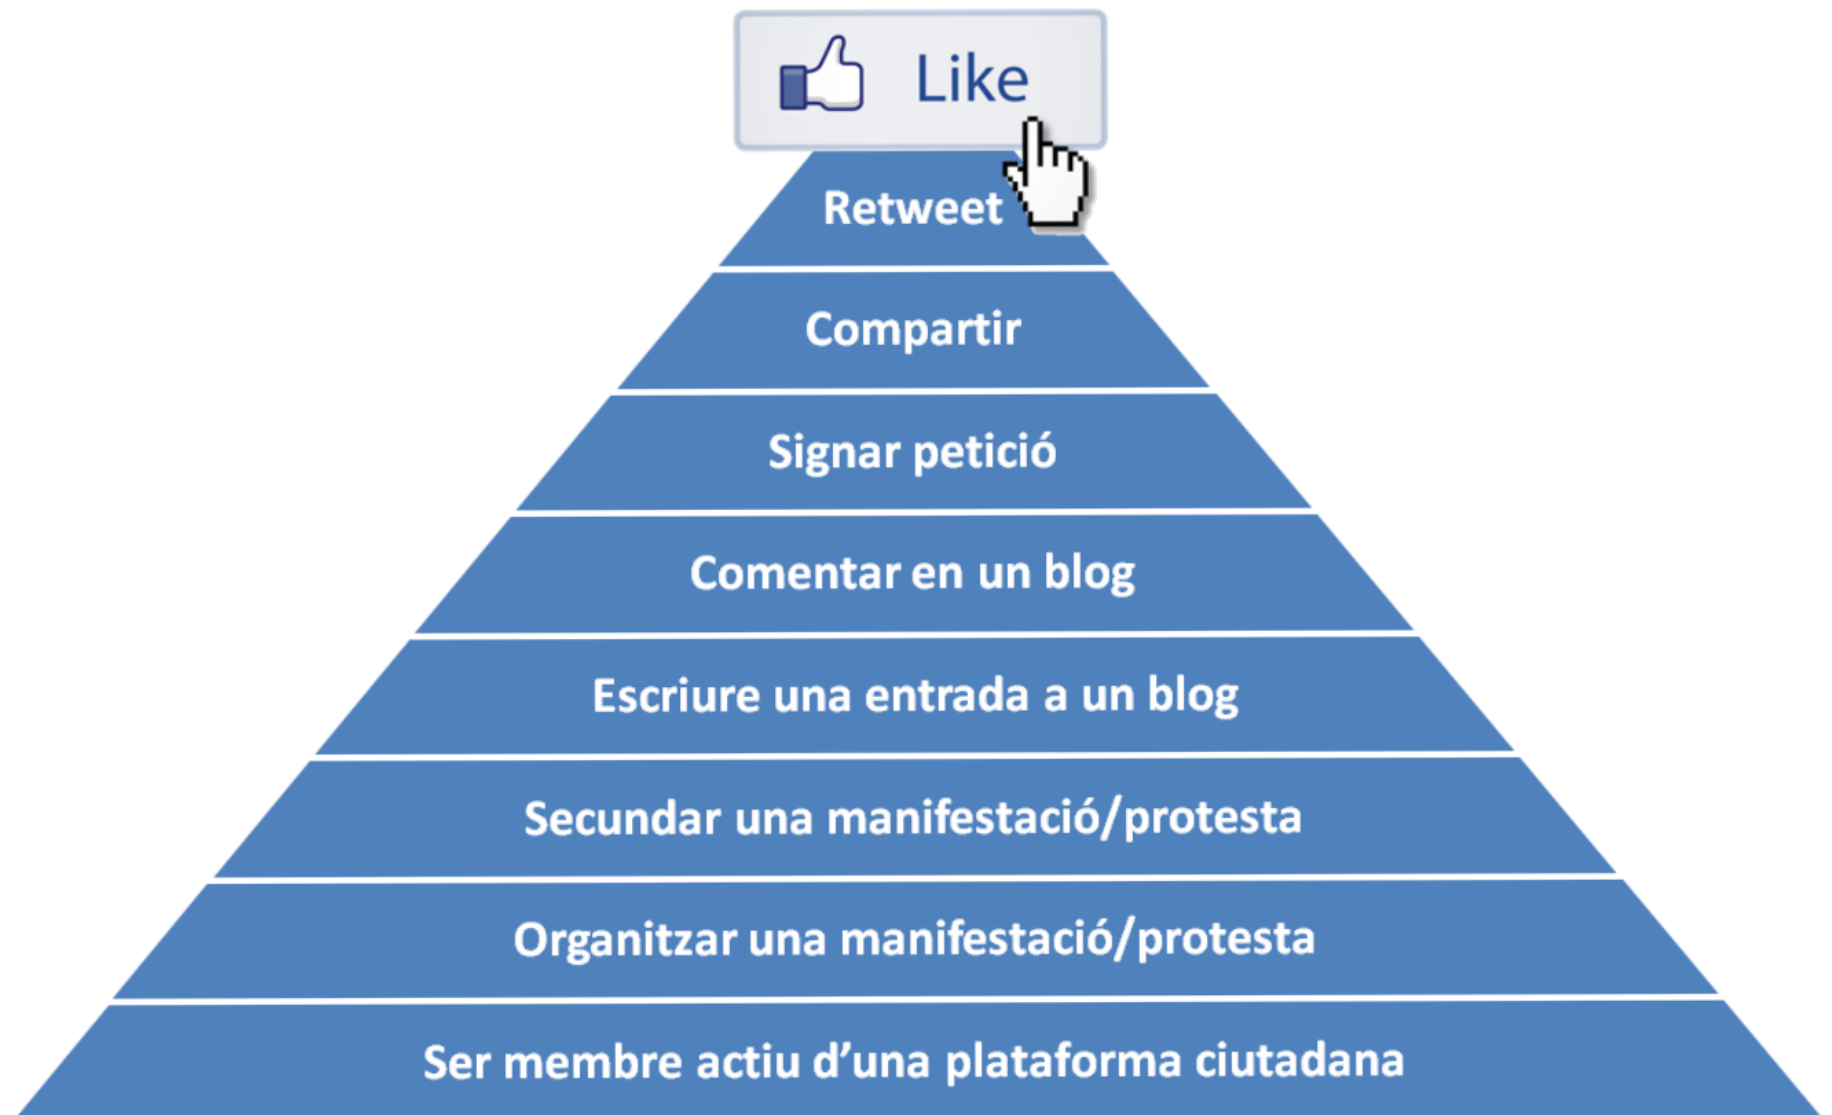 Like
Retweet
Compartir
Signar petició
Comentar en un blog
Escriure una entrada a un blog
Secundar una manifestació/protesta
Organitzar una manifestació/protesta
Ser membre actiu d’una plataforma ciutadana